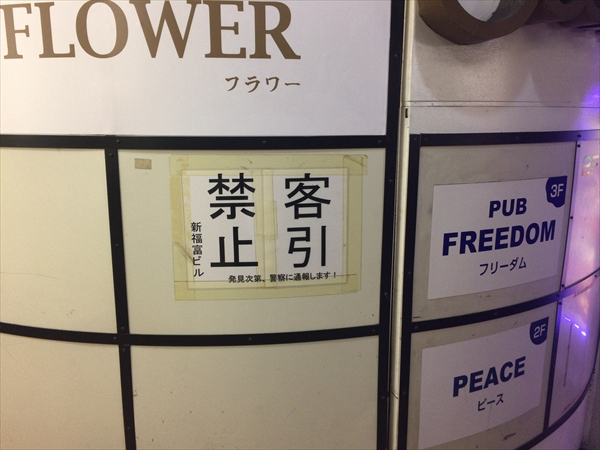 FLOWER
フラワー
客引
禁止
新福富ビル
発見次第、警察に通報します！
3F
PUB
FREEDOM
フリーダム
2F
PEACE
ピース